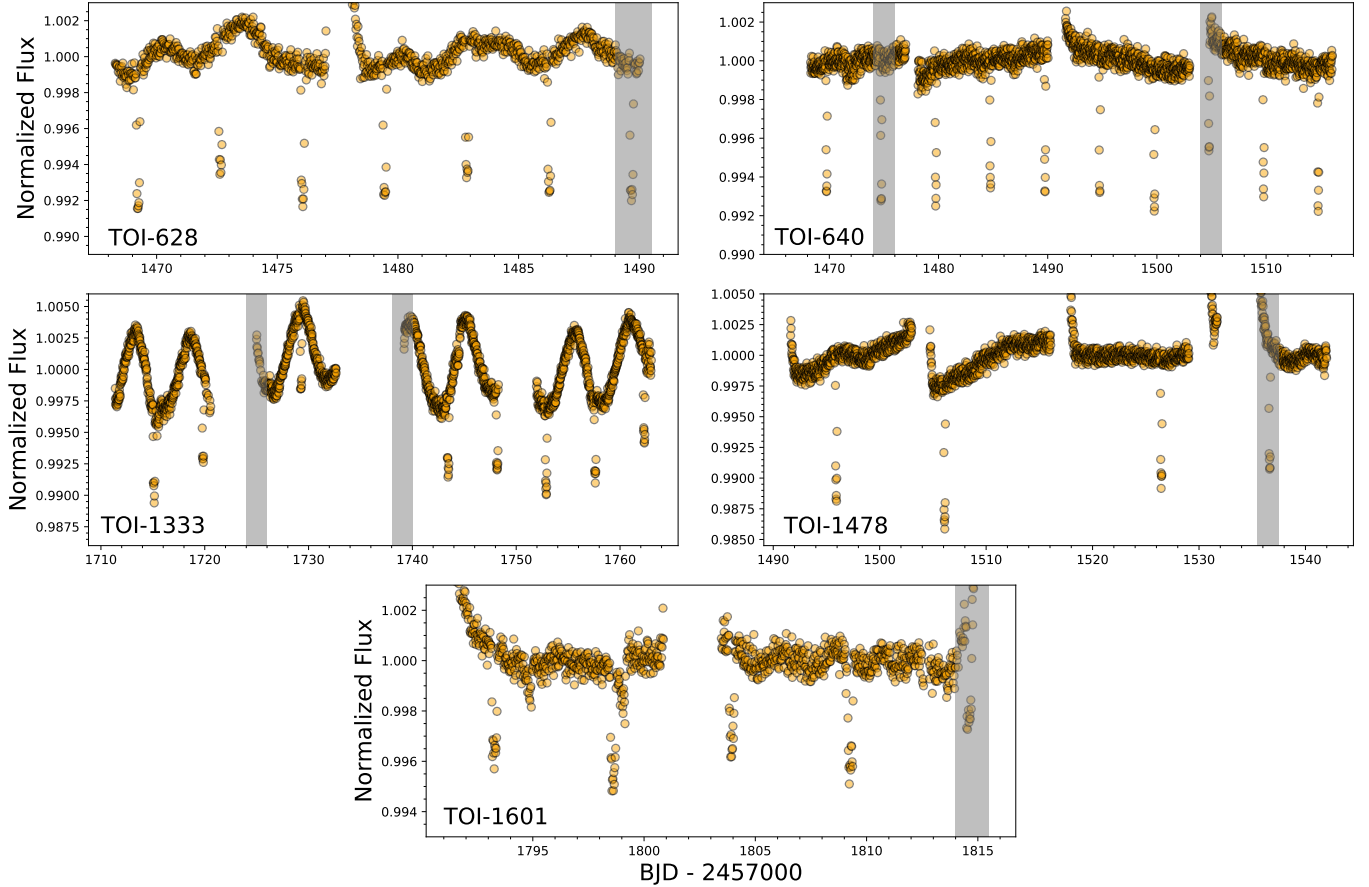 Normalized Flux
1.002
1.000
0.998
0.996
0.994
0.992
0.990
TOI-628
1470 1475 1480 1485 1490
1.002
1.000
0.998
0.996
0.994
0.992
0.990
TOI-640
1470 1480 1490 1500 1510
Normalized Flux
1.0050
1.0025
1.0000
0.9975
0.9950
0.9925
0.9900
0.9875
TOI-1333
1710 1720 1730 1740 1750 1760
1.0050
1.0025
1.0000
0.9975
0.9950
0.9925
0.9900
0.9875
0.9850
TOI-1478
1490 1500 1510 1520 1530 1540
Normalized Flux
1.002
1.000
0.998
0.996
0.994
TOI-1601
1795 1800 1805 1810 1815
BJD - 2457000